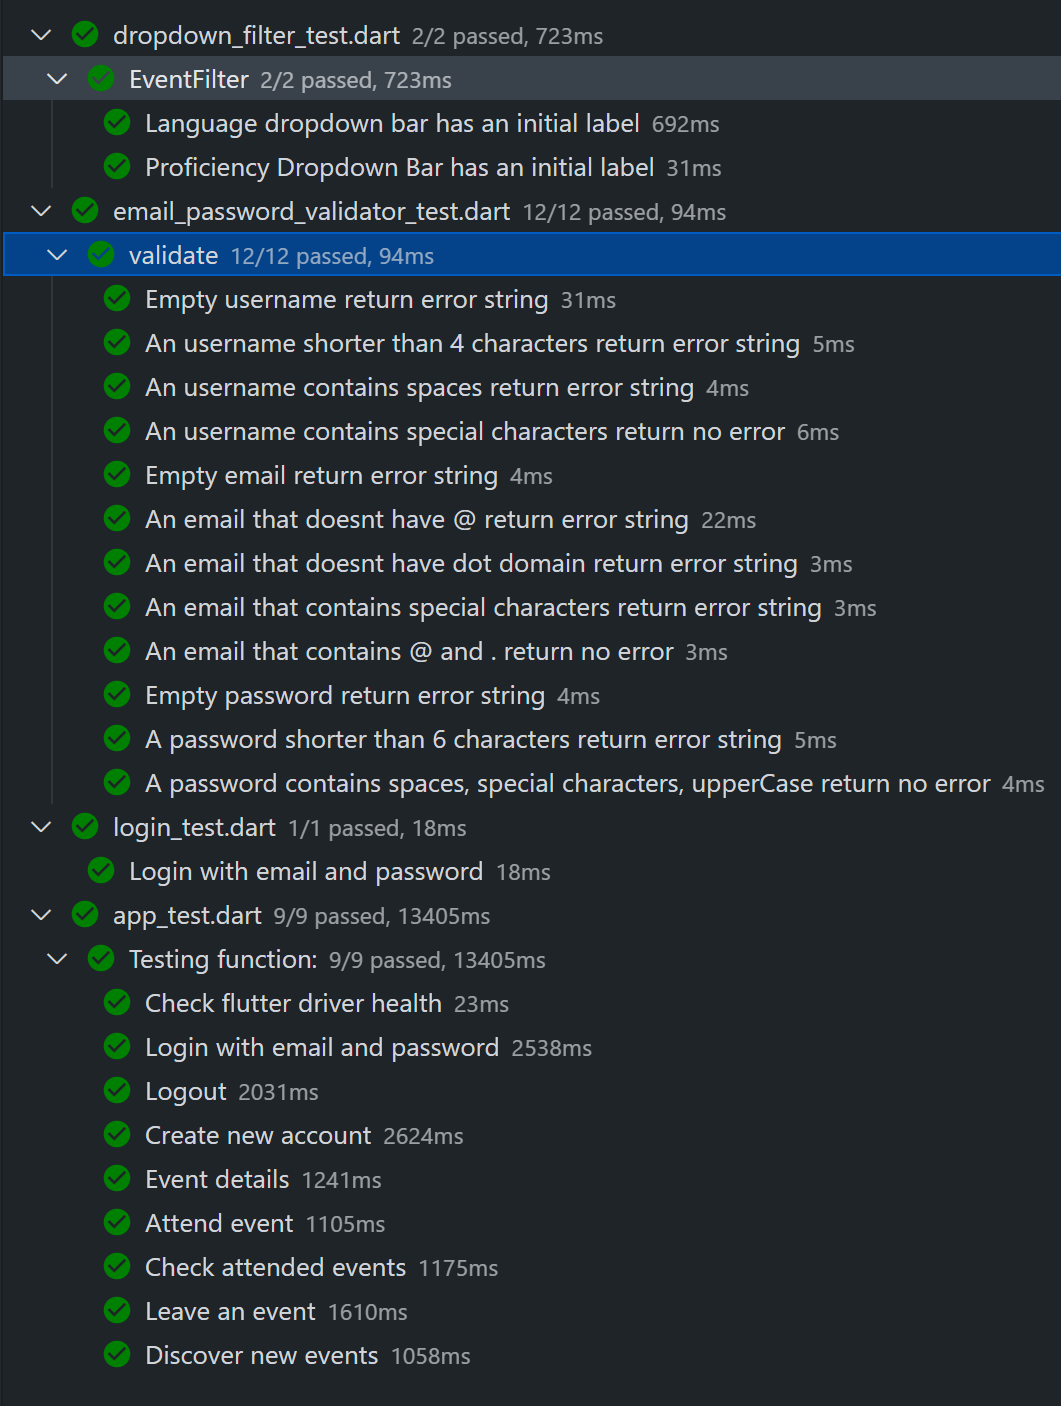 dropdown_filter_test.dart 2/2 passed, 723ms
EventFilter 2/2 passed, 723ms
Language dropdown bar has an initial label 692ms
Proficiency Dropdown Bar has an initial label 31ms
email_password_validator_test.dart 12/12 passed, 94ms
validate 12/12 passed, 94ms
Empty username return error string 31ms
An username shorter than 4 characters return error string 5ms
An username contains spaces return error string 4ms
An username contains special characters return no error 6ms
Empty email return error string 4ms
An email that doesnt have @ return error string 22ms
An email that doesnt have dot domain return error string 3ms
An email that contains special characters return error string 3ms
An email that contains @ and . return no error 3ms
Empty password return error string 4ms
A password shorter than 6 characters return error string 5ms
A password contains spaces, special characters, upperCase return no error 4ms
login_test.dart 1/1 passed, 18ms
Login with email and password 18ms
app_test.dart 9/9 passed, 13405ms
Testing function: 9/9 passed, 13405ms
Check flutter driver health 23ms
Login with email and password 2538ms
Logout 2031ms
Create new account 2624ms
Event details 1241ms
Attend event 1105ms
Check attended events 1175ms
Leave an event 1610ms
Discover new events 1058ms